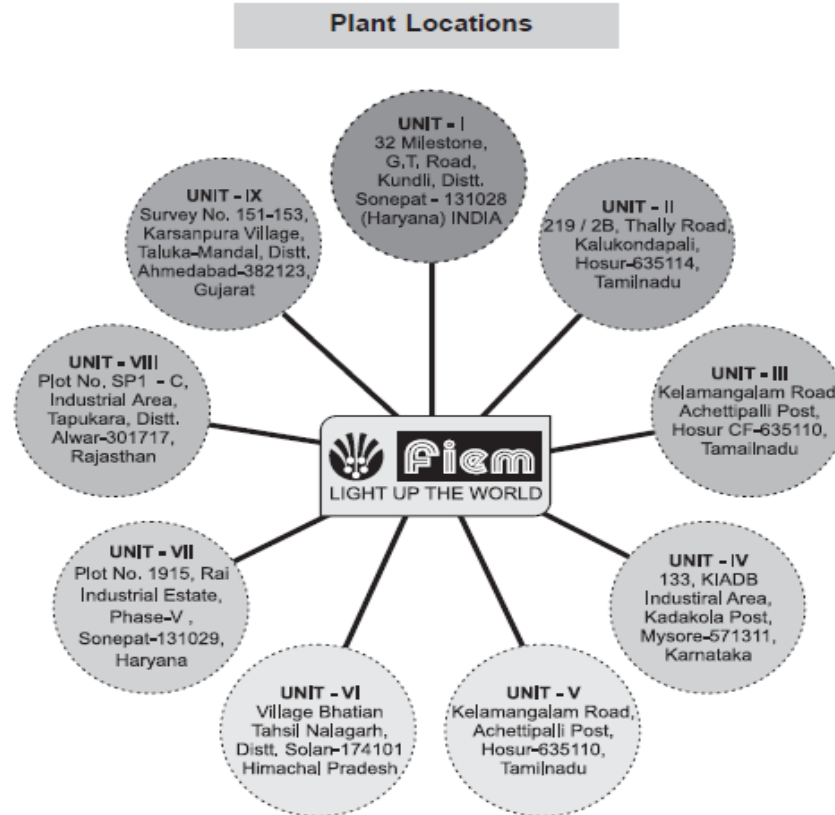 Plant Locations
UNIT - I
32 Milestone,
G.T. Road,
Kundli, Distt.
Sonepat - 131028
(Haryana) INDIA
UNIT - II
219 / 2B, Thally Road,
Kalukondapali,
Hosur-635114,
Tamilnadu
UNIT - III
Kelamangalam Road
Achettipalli Post,
Hosur CF-635110,
Tamailnadu
UNIT - IV
133, KIADB
Industiral Area,
Kadakola Post,
Mysore-571311,
Karnataka
UNIT - V
Kelamangalam Road,
Achettipalli Post,
Hosur-635110,
Tamilnadu
UNIT - VI
Village Bhatian
Tahsil Nalagarh,
Distt. Solan-174101
Himachal Pradesh
UNIT - VII
Plot No. 1915, Rai
Industrial Estate,
Phase-V ,
Sonepat-131029,
Haryana
UNIT - VIII
Plot No. SP1 - C,
Industrial Area,
Tapukara, Distt.
Alwar-301717,
Rajasthan
UNIT - IX
Survey No. 151-153,
Karsanpura Village,
Taluka-Mandal, Distt.
Ahmedabad-382123,
Gujarat
Fiem
LIGHT UP THE WORLD